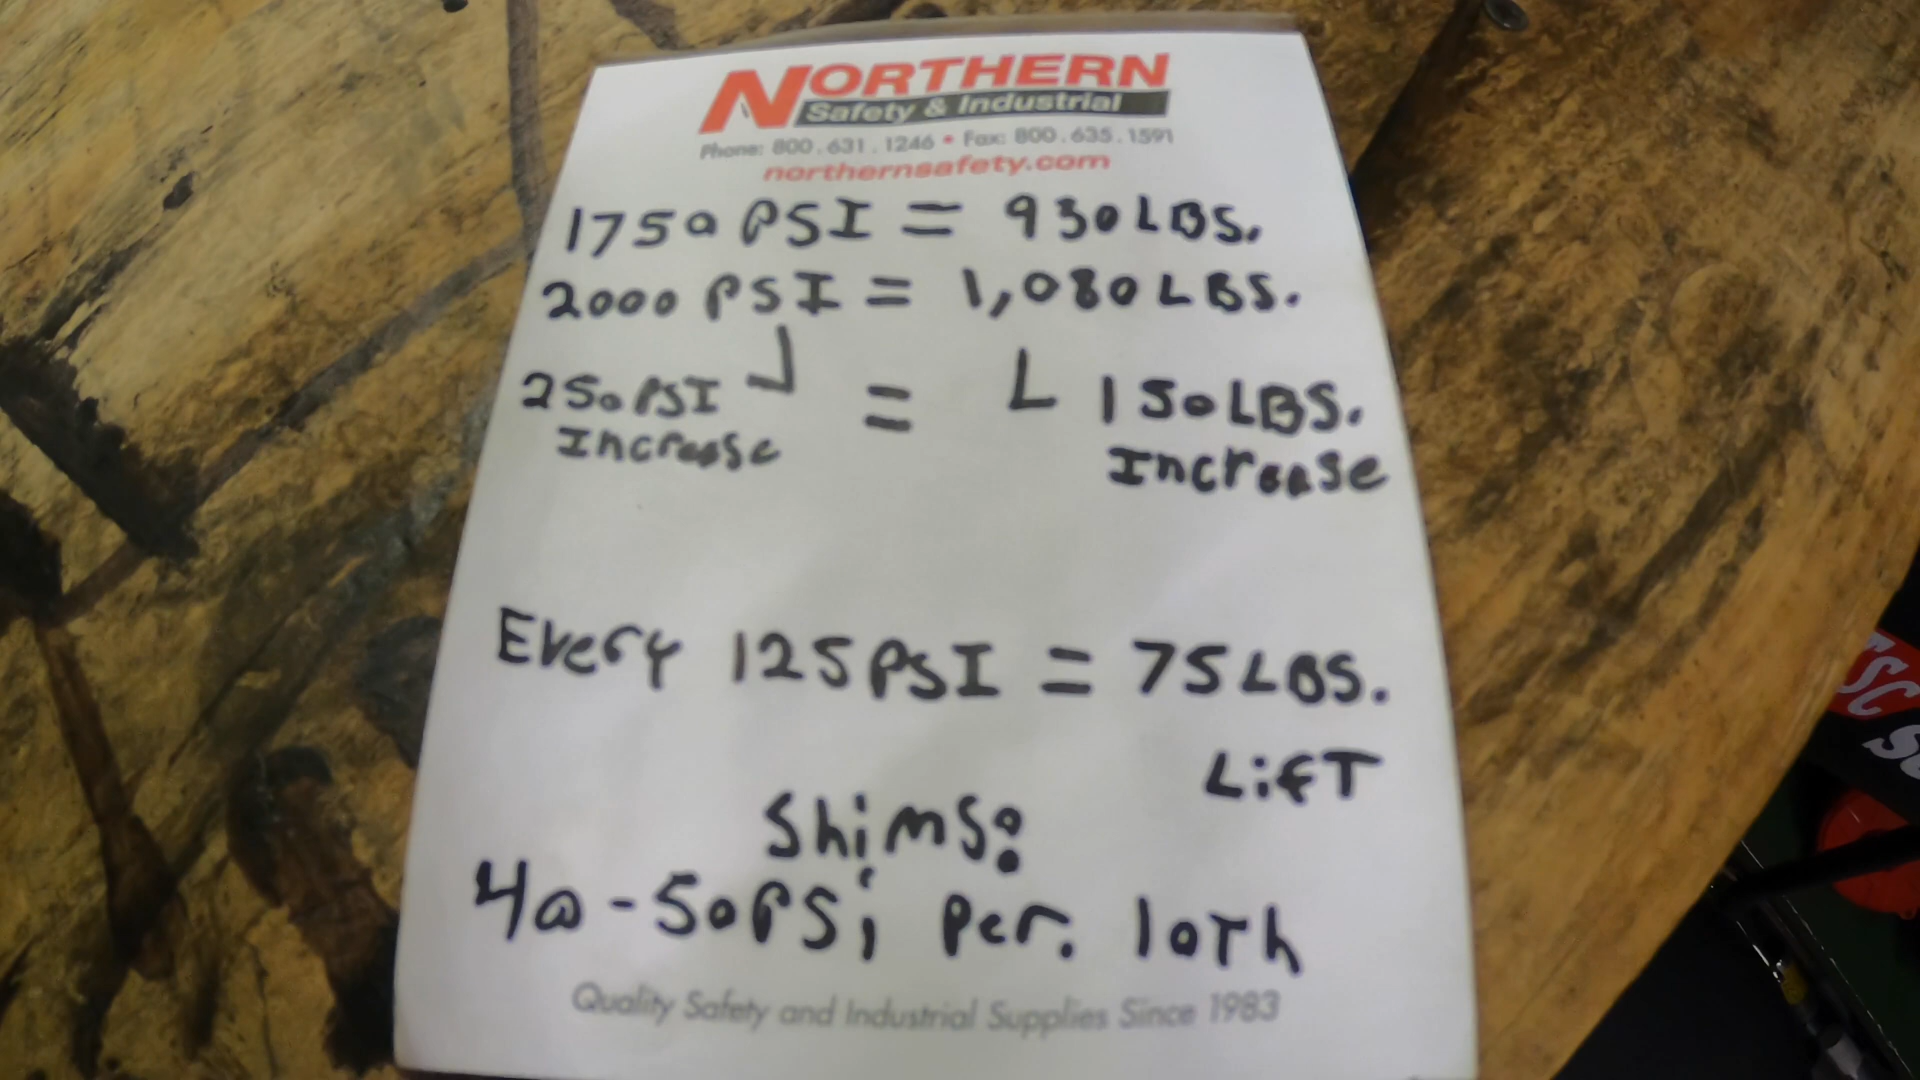 NORTHERN
Safety & Industrial
Phone: 800.631.1246 • Fax: 800.635.1591
northernsafety.com
1750 PSI = 930 LBS.
2000 PSI = 1,080 LBS.
250 PSI = 150 LBS.
Increase Increase
Every 125 PSI = 75 LBS.
LiFT
Shims:
40-50 PSi Per. 10Th
Quality Safety and Industrial Supplies Since 1983
TSC